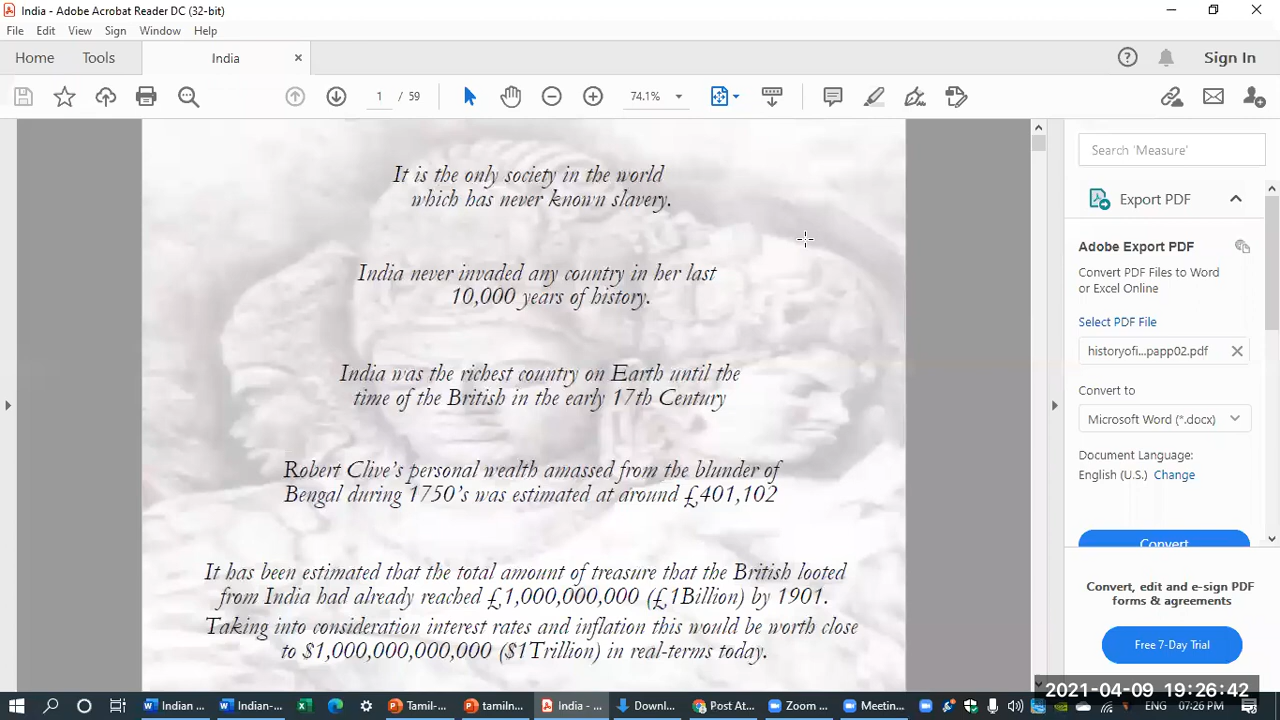 India - Adobe Acrobat Reader DC (32-bit)
File Edit View Sign Window Help
Home Tools India Sign In
1 / 59 74.1%
It is the only society in the world
which has never known slavery.
India never invaded any country in her last
10,000 years of history.
India was the richest country on Earth until the
time of the British in the early 17th Century
Robert Clive's personal wealth amassed from the blunder of
Bengal during 1750's was estimated at around £401,102
It has been estimated that the total amount of treasure that the British looted
from India had already reached £1,000,000,000 (£1Billion) by 1901.
Taking into consideration interest rates and inflation this would be worth close
to $1,000,000,000,000 ($1Trillion) in real-terms today.
Search 'Measure'
Export PDF
Adobe Export PDF
Convert PDF Files to Word
or Excel Online
Select PDF File
historyofi...papp02.pdf
Convert to
Microsoft Word (*.docx)
Document Language:
English (U.S.) Change
Convert
Convert, edit and e-sign PDF
forms & agreements
Free 7-Day Trial
2021-04-09 19:26:42
Indian ... Indian-... Tamil-... tamiln... India - ... Downl... Post At... Zoom ... Meetin... ENG 07:26 PM